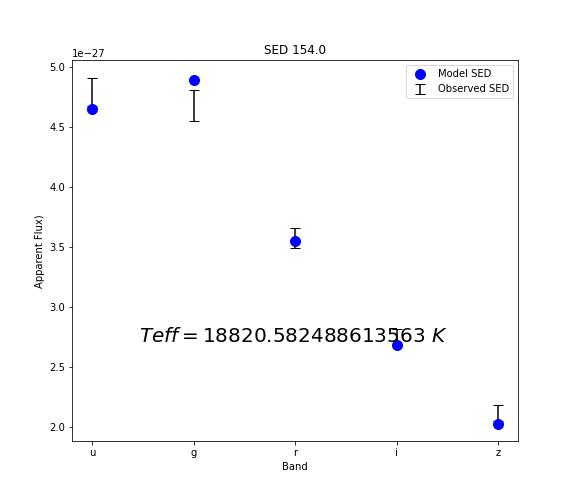 SED 154.0
1e−27
Model SED
Observed SED
5.0
4.5
4.0
3.5
3.0
2.5
2.0
Apparent Flux)
Teff = 18820.582488613563 K
u g r i z
Band